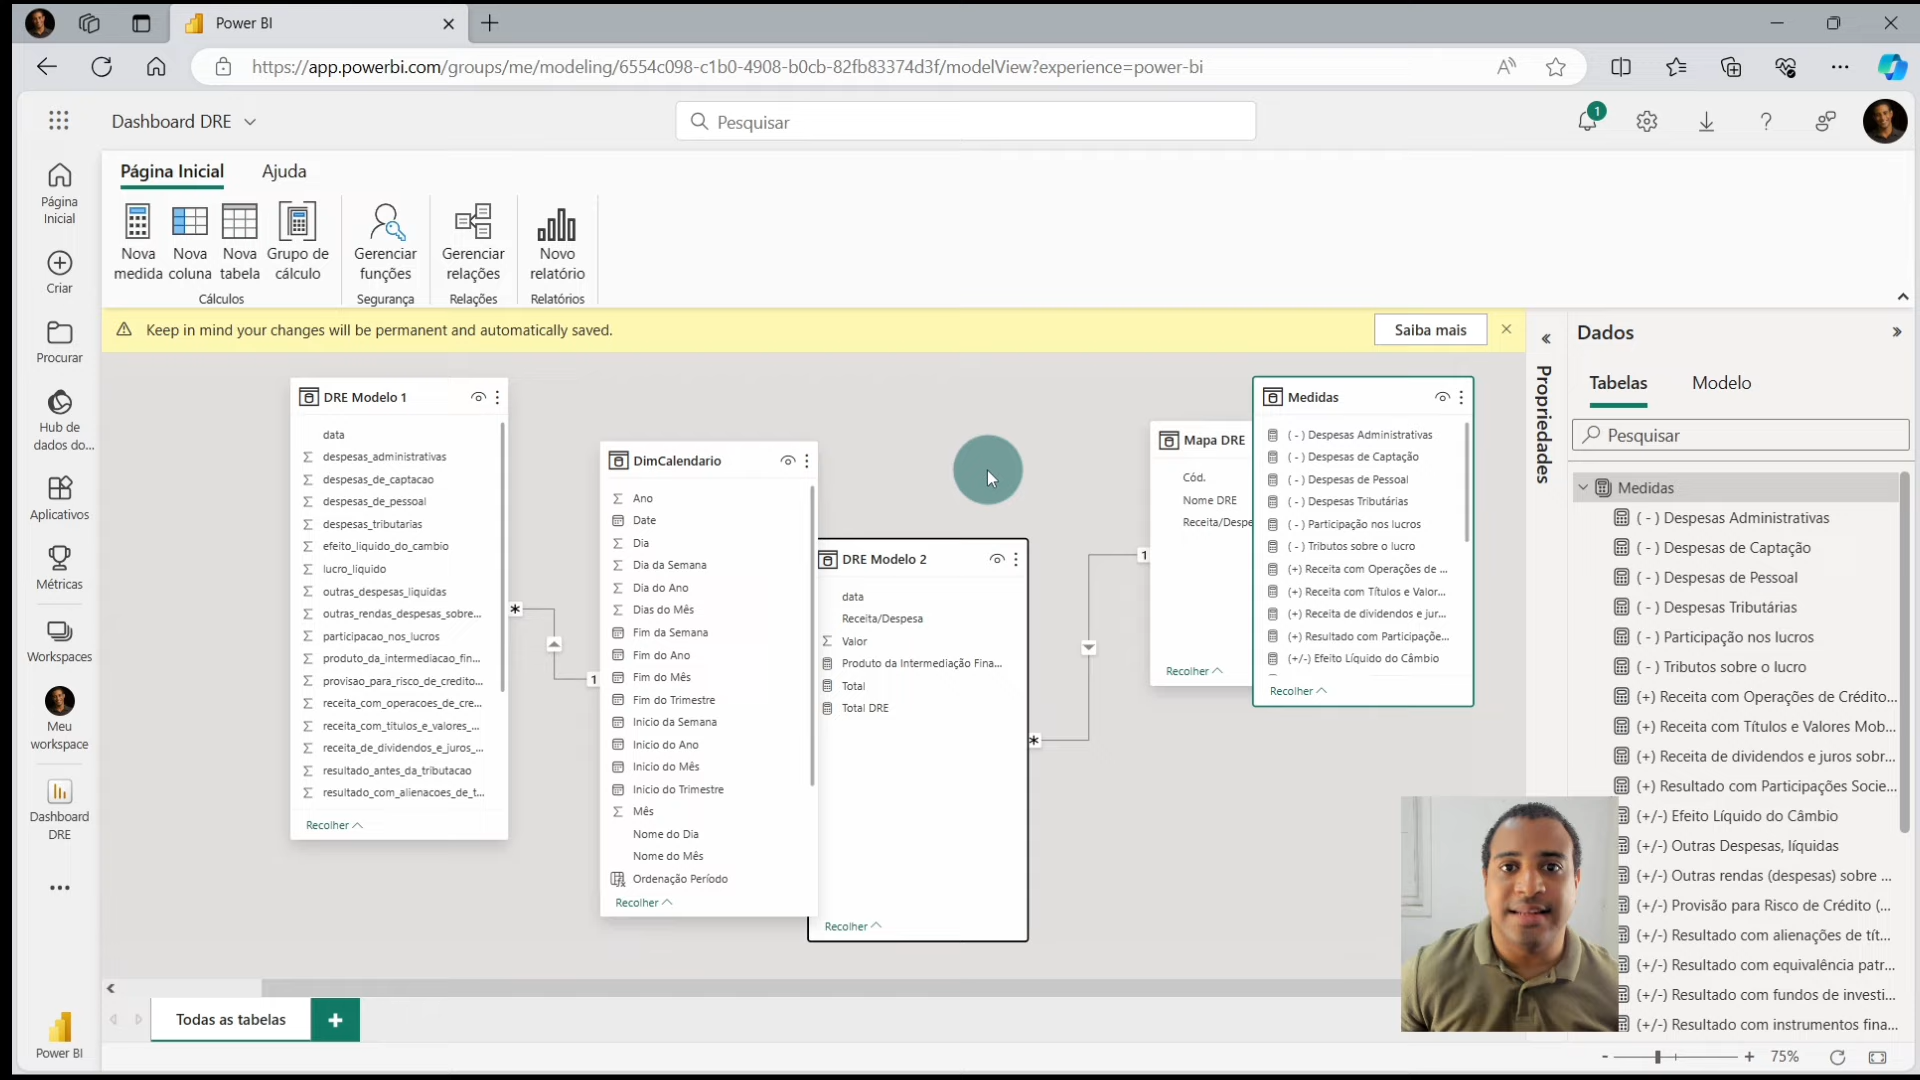 Power BI
https://app.powerbi.com/groups/me/modeling/6554c098-c1b0-4908-b0cb-82fb83374d3f/modelView?experience=power-bi
Dashboard DRE
Pesquisar
1
Página Inicial
Ajuda
Nova medida
Nova coluna
Nova tabela
Grupo de cálculo
Cálculos
Gerenciar funções
Segurança
Gerenciar relações
Relações
Novo relatório
Relatórios
Página Inicial
Criar
Procurar
Hub de dados do...
Aplicativos
Métricas
Workspaces
Meu workspace
Dashboard DRE
Power BI
Keep in mind your changes will be permanent and automatically saved.
Saiba mais
DRE Modelo 1
data
despesas_administrativas
despesas_de_captacao
despesas_de_pessoal
despesas_tributarias
efeito_liquido_do_cambio
lucro_liquido
outras_despesas_liquidas
outras_rendas_despesas_sobre...
participacao_nos_lucros
produto_da_intermediacao_fin...
provisao_para_risco_de_credito...
receita_com_operacoes_de_cre...
receita_com_titulos_e_valores_...
receita_de_dividendos_e_juros_...
resultado_antes_da_tributacao
resultado_com_alienacoes_de_t...
Recolher
*
1
DimCalendario
Ano
Date
Dia
Dia da Semana
Dia do Ano
Dias do Mês
Fim da Semana
Fim do Ano
Fim do Mês
Fim do Trimestre
Inicio da Semana
Inicio do Ano
Inicio do Mês
Inicio do Trimestre
Mês
Nome do Dia
Nome do Mês
Ordenação Período
Recolher
DRE Modelo 2
data
Receita/Despesa
Valor
Produto da Intermediação Fina...
Total
Total DRE
Recolher
*
1
Mapa DRE
Cód.
Nome DRE
Receita/Despe
Recolher
Medidas
( - ) Despesas Administrativas
( - ) Despesas de Captação
( - ) Despesas de Pessoal
( - ) Despesas Tributárias
( - ) Participação nos lucros
( - ) Tributos sobre o lucro
(+) Receita com Operações de ...
(+) Receita com Títulos e Valor...
(+) Receita de dividendos e jur...
(+) Resultado com Participaçõe...
(+/-) Efeito Líquido do Câmbio
Recolher
Propriedades
Dados
Tabelas
Modelo
Pesquisar
Medidas
( - ) Despesas Administrativas
( - ) Despesas de Captação
( - ) Despesas de Pessoal
( - ) Despesas Tributárias
( - ) Participação nos lucros
( - ) Tributos sobre o lucro
(+) Receita com Operações de Crédito...
(+) Receita com Títulos e Valores Mob...
(+) Receita de dividendos e juros sobr...
(+) Resultado com Participações Socie...
(+/-) Efeito Líquido do Câmbio
(+/-) Outras Despesas, líquidas
(+/-) Outras rendas (despesas) sobre ...
(+/-) Provisão para Risco de Crédito (...
(+/-) Resultado com alienações de tít...
(+/-) Resultado com equivalência patr...
(+/-) Resultado com fundos de investi...
(+/-) Resultado com instrumentos fina...
Todas as tabelas
75%